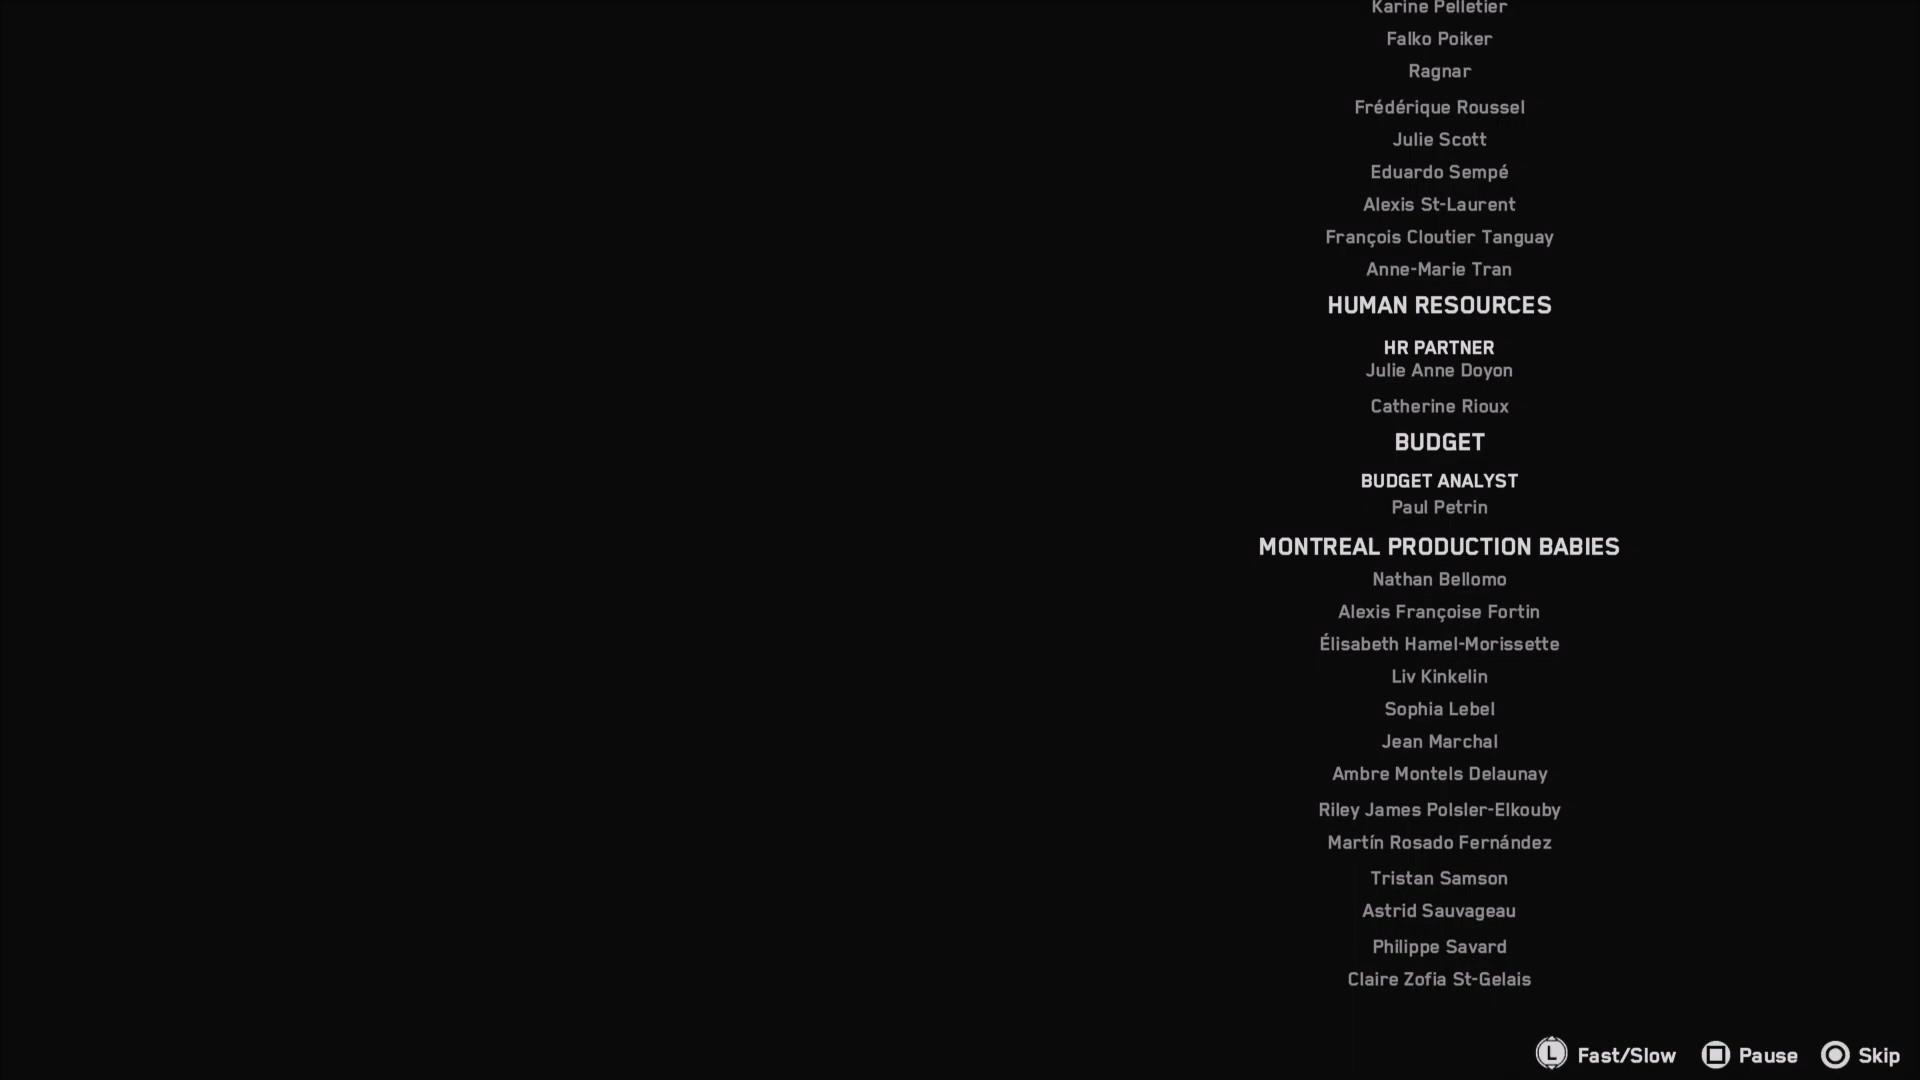 Karine Pelletier
Falko Poiker
Ragnar
Frédérique Roussel
Julie Scott
Eduardo Sempé
Alexis St-Laurent
François Cloutier Tanguay
Anne-Marie Tran
HUMAN RESOURCES
HR PARTNER
Julie Anne Doyon
Catherine Rioux
BUDGET
BUDGET ANALYST
Paul Petrin
MONTREAL PRODUCTION BABIES
Nathan Bellomo
Alexis Françoise Fortin
Élisabeth Hamel-Morissette
Liv Kinkelin
Sophia Lebel
Jean Marchal
Ambre Montels Delaunay
Riley James Polsler-Elkouby
Martín Rosado Fernández
Tristan Samson
Astrid Sauvageau
Philippe Savard
Claire Zofia St-Gelais
L Fast/Slow Pause Skip